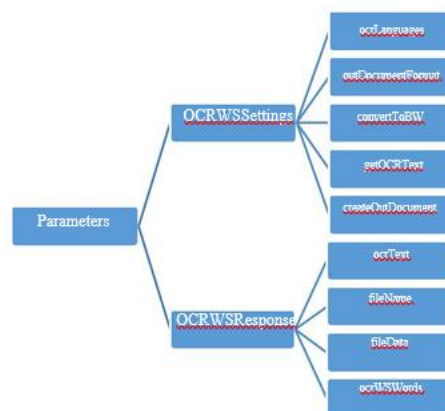 Parameters
OCRWSSettings
ocrLanguages
outDocumentFormat
convertToBW
getOCRText
createOutDocument
OCRWSResponse
ocrText
fileName
fileData
ocrWSWords